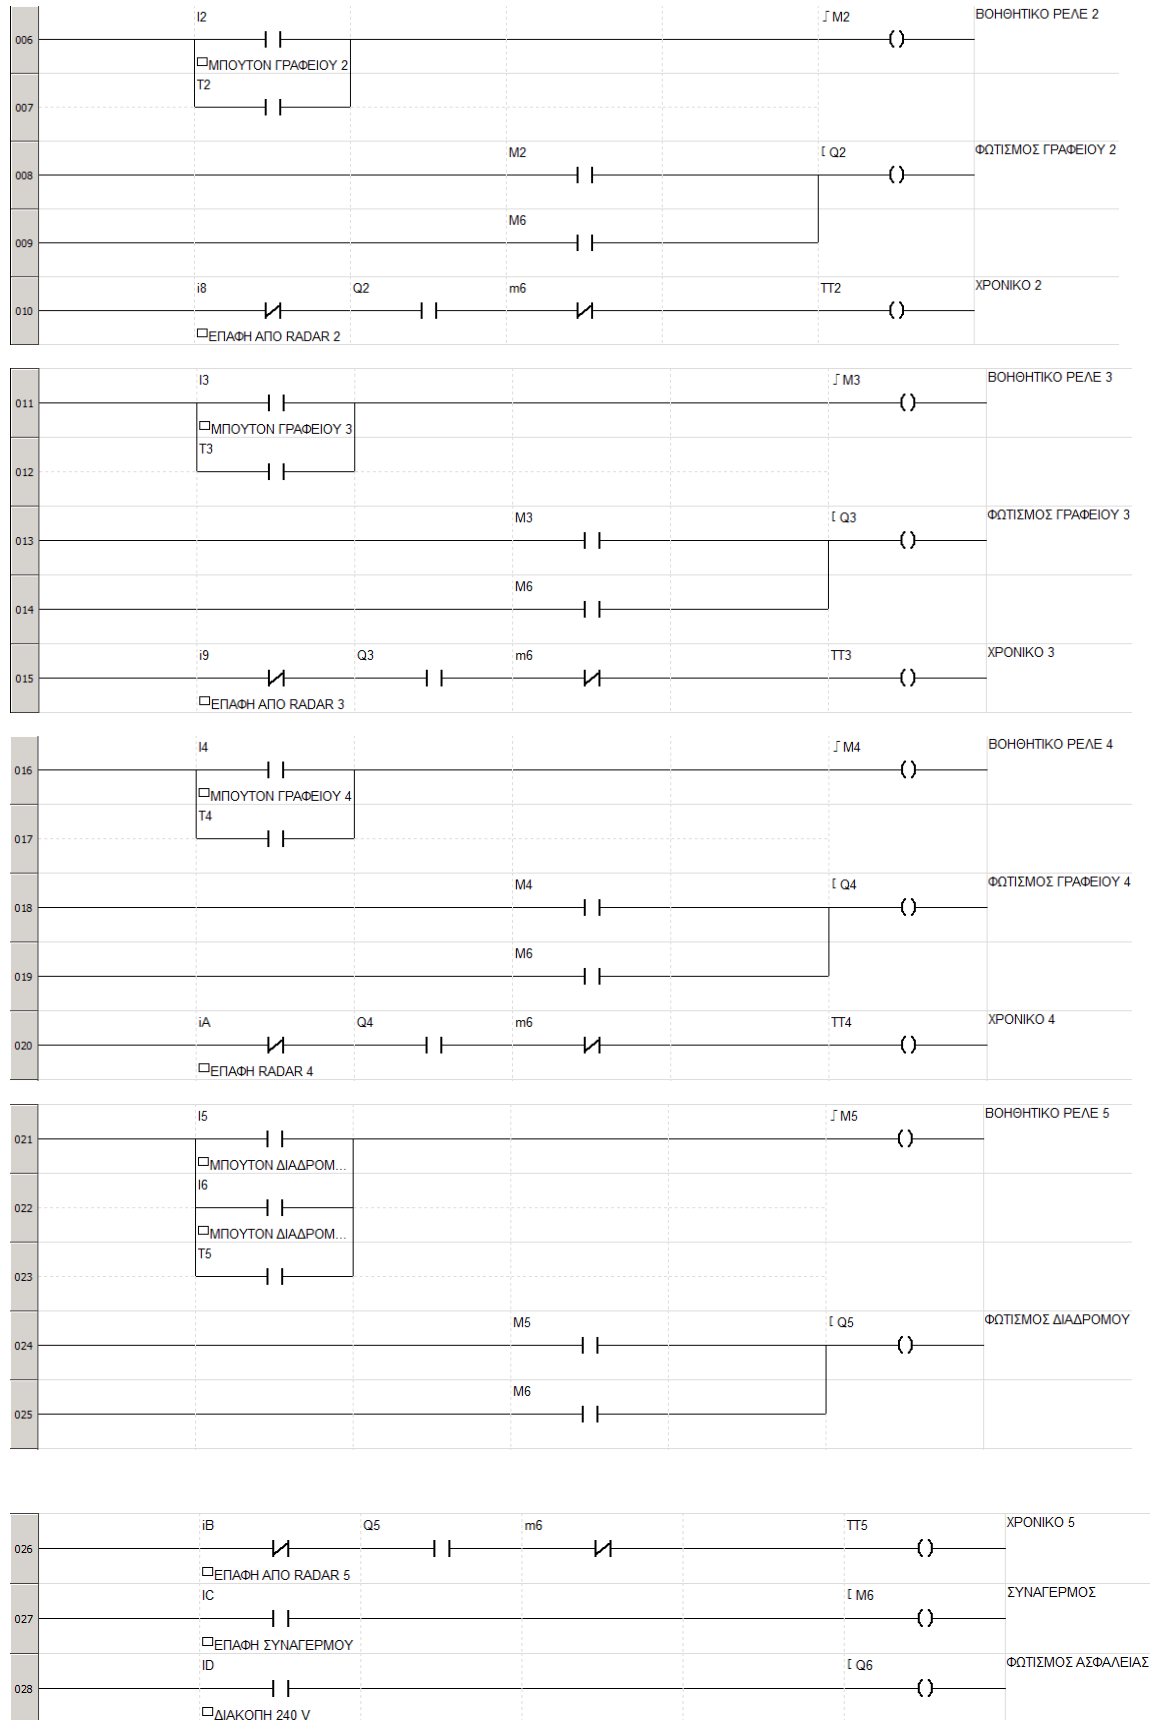 I2 ʃ M2 ΒΟΗΘΗΤΙΚΟ ΡΕΛΕ 2
006
ΜΠΟΥΤΟΝ ΓΡΑΦΕΙΟΥ 2
T2
007
M2 [ Q2 ΦΩΤΙΣΜΟΣ ΓΡΑΦΕΙΟΥ 2
008
M6
009
i8 Q2 m6 TT2 ΧΡΟΝΙΚΟ 2
010
ΕΠΑΦΗ ΑΠΟ RADAR 2
I3 ʃ M3 ΒΟΗΘΗΤΙΚΟ ΡΕΛΕ 3
011
ΜΠΟΥΤΟΝ ΓΡΑΦΕΙΟΥ 3
T3
012
M3 [ Q3 ΦΩΤΙΣΜΟΣ ΓΡΑΦΕΙΟΥ 3
013
M6
014
i9 Q3 m6 TT3 ΧΡΟΝΙΚΟ 3
015
ΕΠΑΦΗ ΑΠΟ RADAR 3
I4 ʃ M4 ΒΟΗΘΗΤΙΚΟ ΡΕΛΕ 4
016
ΜΠΟΥΤΟΝ ΓΡΑΦΕΙΟΥ 4
T4
017
M4 [ Q4 ΦΩΤΙΣΜΟΣ ΓΡΑΦΕΙΟΥ 4
018
M6
019
iA Q4 m6 TT4 ΧΡΟΝΙΚΟ 4
020
ΕΠΑΦΗ RADAR 4
I5 ʃ M5 ΒΟΗΘΗΤΙΚΟ ΡΕΛΕ 5
021
ΜΠΟΥΤΟΝ ΔΙΑΔΡΟΜ...
I6
022
ΜΠΟΥΤΟΝ ΔΙΑΔΡΟΜ...
T5
023
M5 [ Q5 ΦΩΤΙΣΜΟΣ ΔΙΑΔΡΟΜΟΥ
024
M6
025
iB Q5 m6 TT5 ΧΡΟΝΙΚΟ 5
026
ΕΠΑΦΗ ΑΠΟ RADAR 5
IC [ M6 ΣΥΝΑΓΕΡΜΟΣ
027
ΕΠΑΦΗ ΣΥΝΑΓΕΡΜΟΥ
ID [ Q6 ΦΩΤΙΣΜΟΣ ΑΣΦΑΛΕΙΑΣ
028
ΔΙΑΚΟΠΗ 240 V